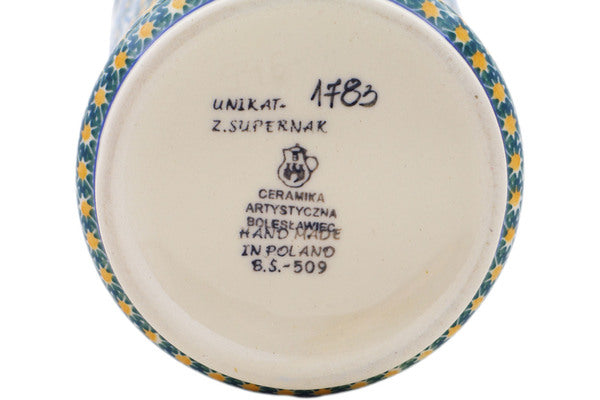 UNIKAT- 1783
Z.SUPERNAK
CERAMIKA
ARTYSTYCZNA
BOLESŁAWIEC
HAND MADE
IN POLAND
B.S.-509